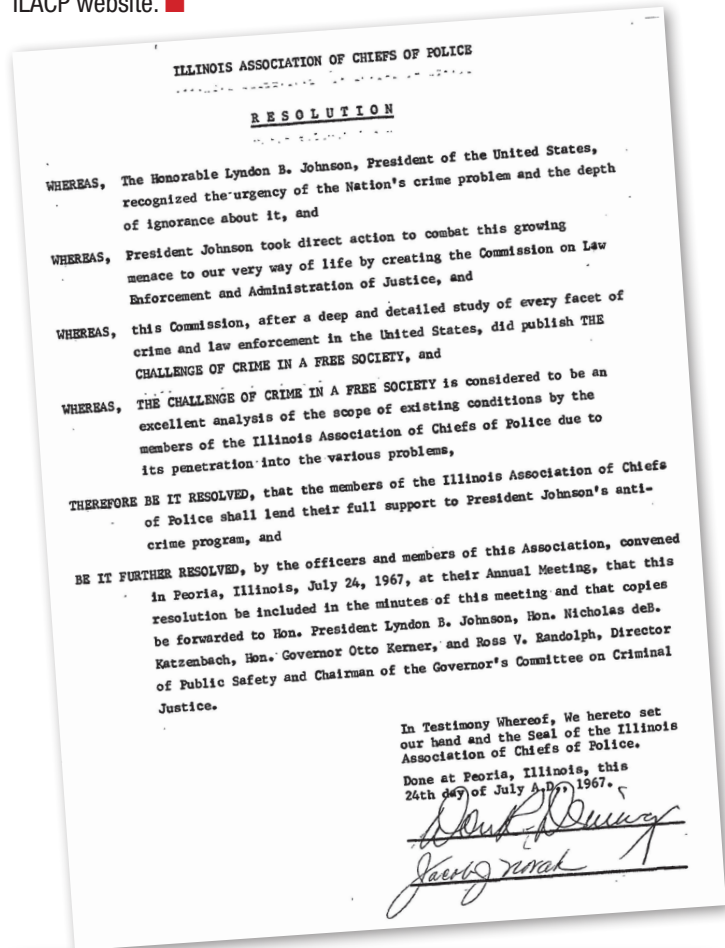 ILACP website.
ILLINOIS ASSOCIATION OF CHIEFS OF POLICE
RESOLUTION
WHEREAS, The Honorable Lyndon B. Johnson, President of the United States,
recognized the urgency of the Nation's crime problem and the depth
of ignorance about it, and
WHEREAS, President Johnson took direct action to combat this growing
menace to our very way of life by creating the Commission on Law
Enforcement and Administration of Justice, and
WHEREAS, this Commission, after a deep and detailed study of every facet of
crime and law enforcement in the United States, did publish THE
CHALLENGE OF CRIME IN A FREE SOCIETY, and
WHEREAS, THE CHALLENGE OF CRIME IN A FREE SOCIETY is considered to be an
excellent analysis of the scope of existing conditions by the
members of the Illinois Association of Chiefs of Police due to
its penetration into the various problems,
THEREFORE BE IT RESOLVED, that the members of the Illinois Association of Chiefs
of Police shall lend their full support to President Johnson's anti-
crime program, and
BE IT FURTHER RESOLVED, by the officers and members of this Association, convened
in Peoria, Illinois, July 24, 1967, at their Annual Meeting, that this
resolution be included in the minutes of this meeting and that copies
be forwarded to Hon. President Lyndon B. Johnson, Hon. Nicholas deB.
Katzenbach, Hon. Governor Otto Kerner, and Ross V. Randolph, Director
of Public Safety and Chairman of the Governor's Committee on Criminal
Justice.
In Testimony Whereof, We hereto set
our hand and the Seal of the Illinois
Association of Chiefs of Police.
Done at Peoria, Illinois, this
24th day of July A.D., 1967.
Jacob J Novak